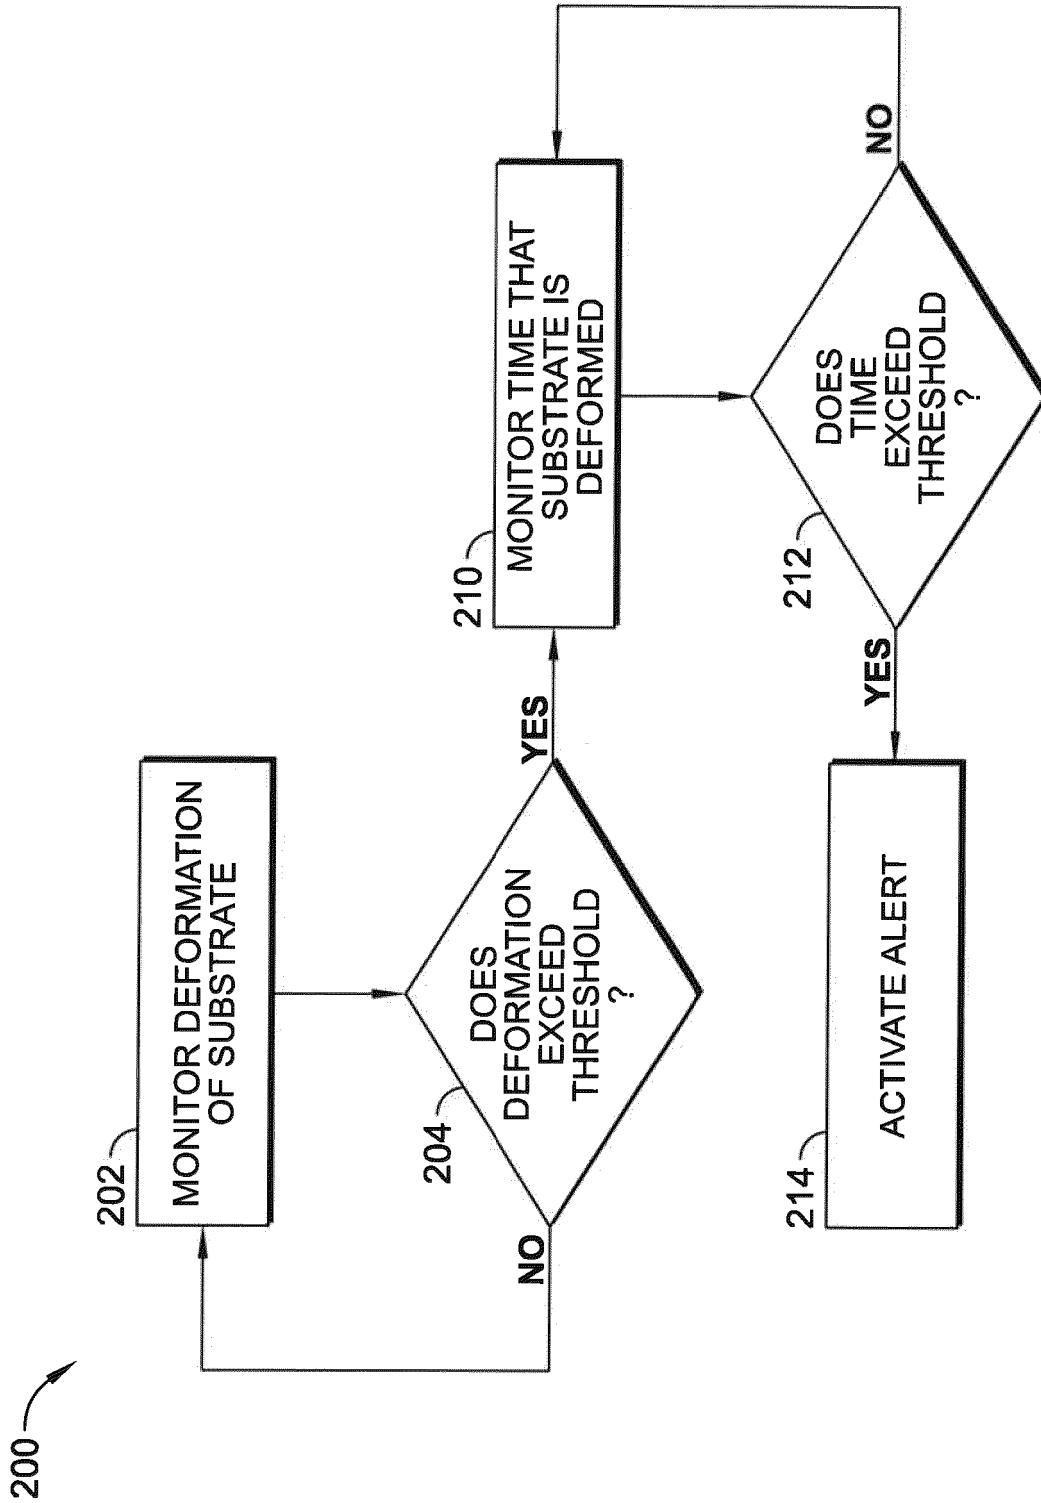 200
202
MONITOR DEFORMATION
OF SUBSTRATE
204
DOES
DEFORMATION
EXCEED
THRESHOLD
?
NO
YES
210
MONITOR TIME THAT
SUBSTRATE IS
DEFORMED
212
DOES
TIME
EXCEED
THRESHOLD
?
NO
YES
214
ACTIVATE ALERT